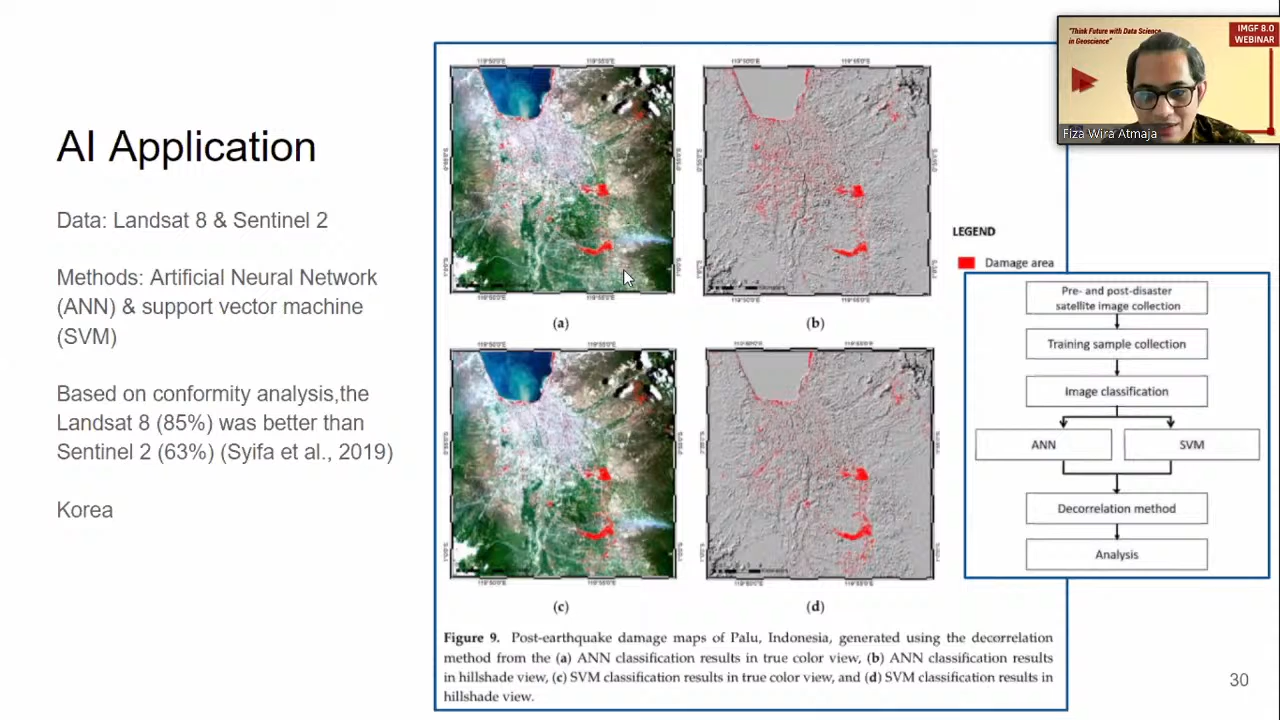 "Think Future with Data Science
in Geoscience"
IMGF 8.0
WEBINAR
Fiza Wira Atmaja
AI Application
Data: Landsat 8 & Sentinel 2
Methods: Artificial Neural Network
(ANN) & support vector machine
(SVM)
Based on conformity analysis,the
Landsat 8 (85%) was better than
Sentinel 2 (63%) (Syifa et al., 2019)
Korea
(a)
(b)
(c)
(d)
LEGEND
Damage area
Pre- and post-disaster
satellite image collection
Training sample collection
Image classification
ANN
SVM
Decorrelation method
Analysis
Figure 9. Post-earthquake damage maps of Palu, Indonesia, generated using the decorrelation
method from the (a) ANN classification results in true color view, (b) ANN classification results
in hillshade view, (c) SVM classification results in true color view, and (d) SVM classification results in
hillshade view.
30